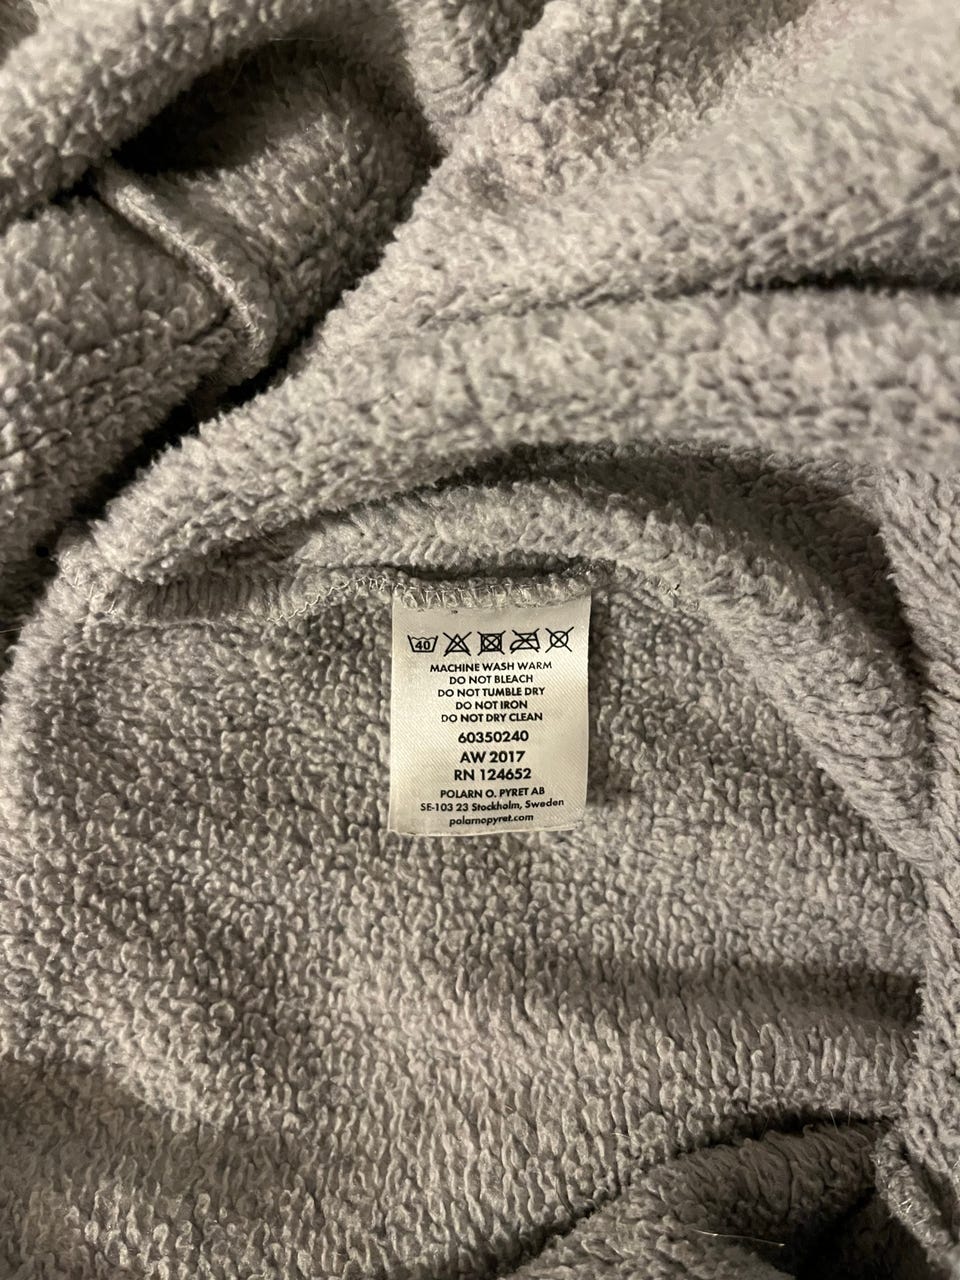 40
MACHINE WASH WARM
DO NOT BLEACH
DO NOT TUMBLE DRY
DO NOT IRON
DO NOT DRY CLEAN
60350240
AW 2017
RN 124652
POLARN O. PYRET AB
SE-103 23 Stockholm, Sweden
polarnopyret.com